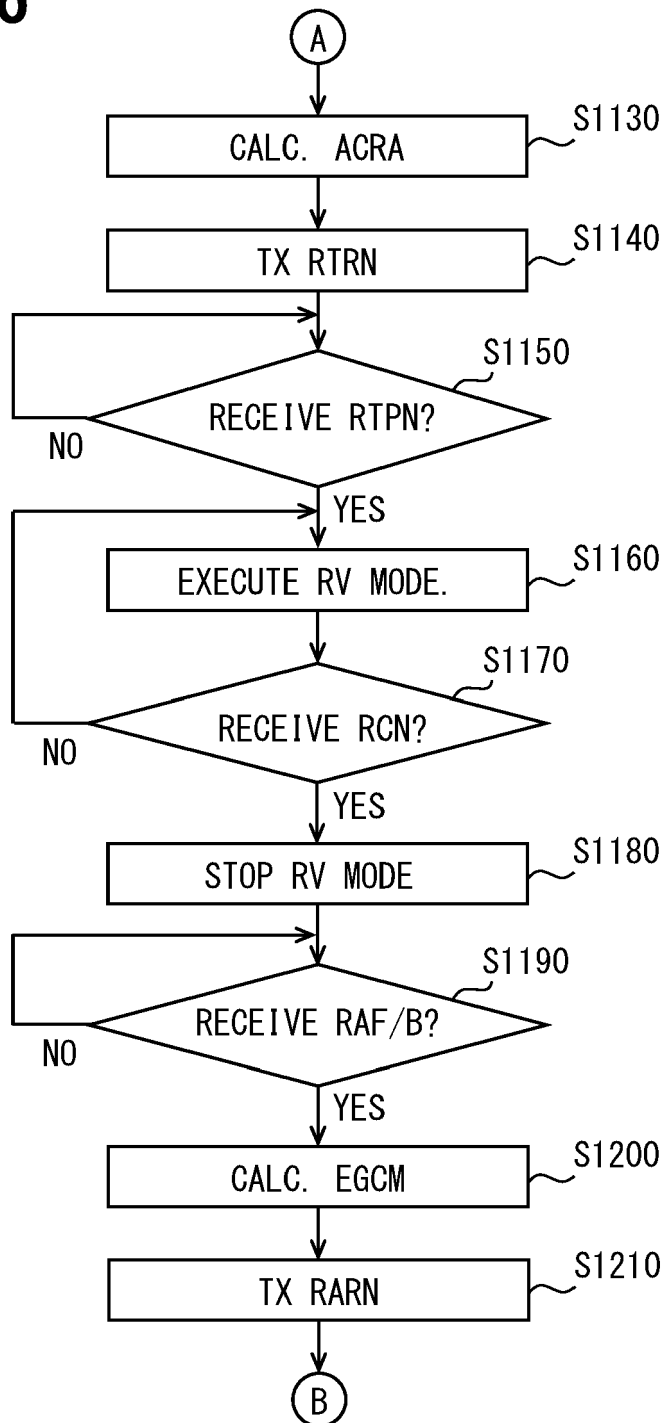 A
S1130
CALC. ACRA
S1140
TX RTRN
S1150
RECEIVE RTPN?
NO
YES
S1160
EXECUTE RV MODE.
S1170
RECEIVE RCN?
NO
YES
S1180
STOP RV MODE
S1190
RECEIVE RAF/B?
NO
YES
S1200
CALC. EGCM
S1210
TX RARN
B